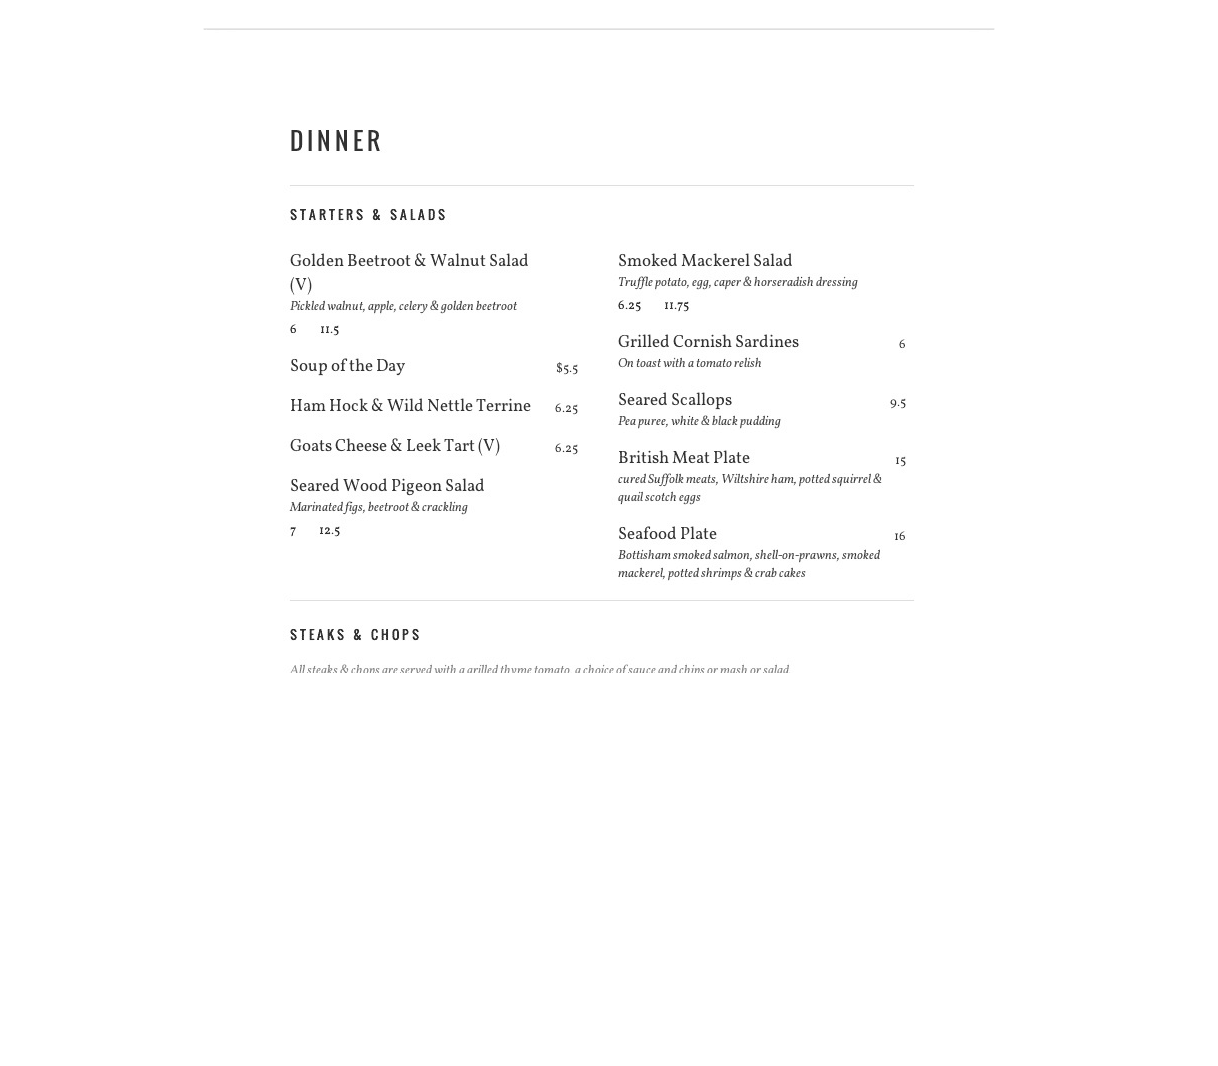 DINNER
STARTERS & SALADS
Golden Beetroot & Walnut Salad
(V)
Pickled walnut, apple, celery & golden beetroot
6 11.5
Soup of the Day $5.5
Ham Hock & Wild Nettle Terrine 6.25
Goats Cheese & Leek Tart (V) 6.25
Seared Wood Pigeon Salad
Marinated figs, beetroot & crackling
7 12.5
Smoked Mackerel Salad
Truffle potato, egg, caper & horseradish dressing
6.25 11.75
Grilled Cornish Sardines 6
On toast with a tomato relish
Seared Scallops 9.5
Pea puree, white & black pudding
British Meat Plate 15
cured Suffolk meats, Wiltshire ham, potted squirrel &
quail scotch eggs
Seafood Plate 16
Bottisham smoked salmon, shell-on-prawns, smoked
mackerel, potted shrimps & crab cakes
STEAKS & CHOPS
All steaks & chops are served with a grilled thyme tomato, a choice of sauce and chips or mash or salad.